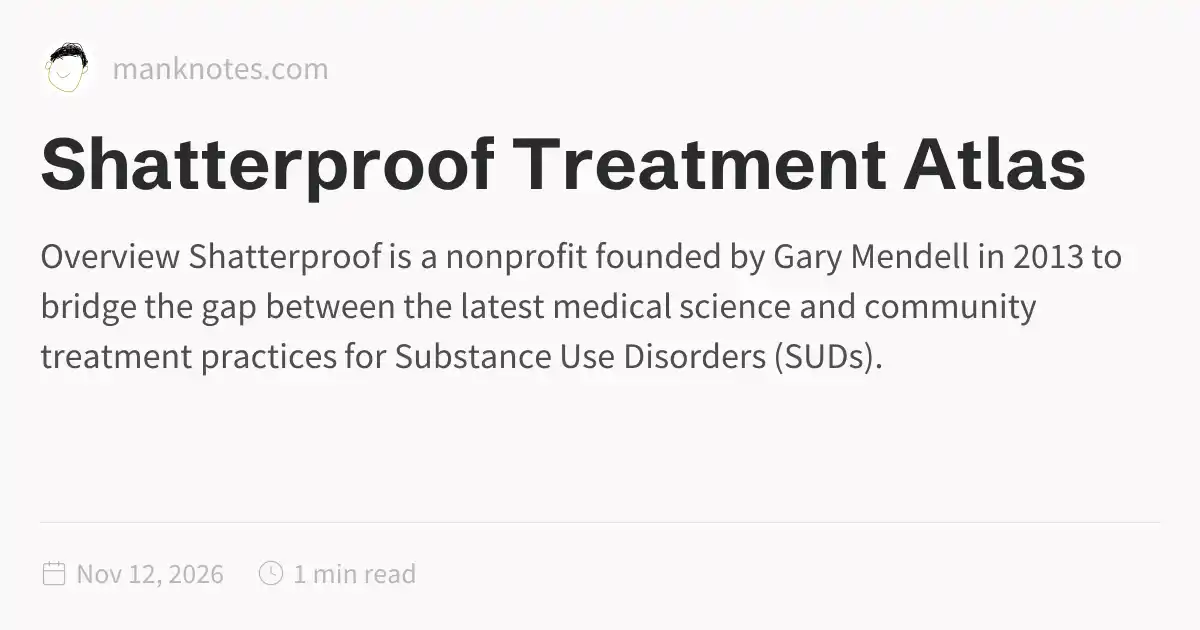 manknotes.com
Shatterproof Treatment Atlas
Overview Shatterproof is a nonprofit founded by Gary Mendell in 2013 to
bridge the gap between the latest medical science and community
treatment practices for Substance Use Disorders (SUDs).
Nov 12, 2026 1 min read